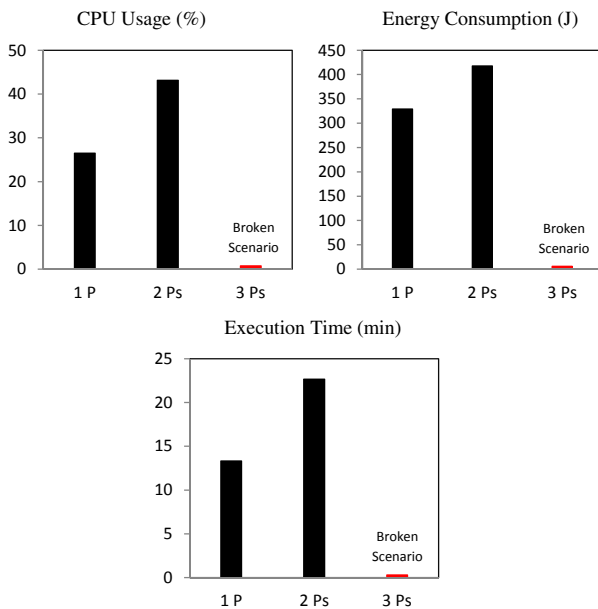 CPU Usage (%)
50
40
30
20
10
0
Broken
Scenario
1 P
2 Ps
3 Ps
Energy Consumption (J)
450
400
350
300
250
200
150
100
50
0
Broken
Scenario
1 P
2 Ps
3 Ps
Execution Time (min)
25
20
15
10
5
0
Broken
Scenario
1 P
2 Ps
3 Ps